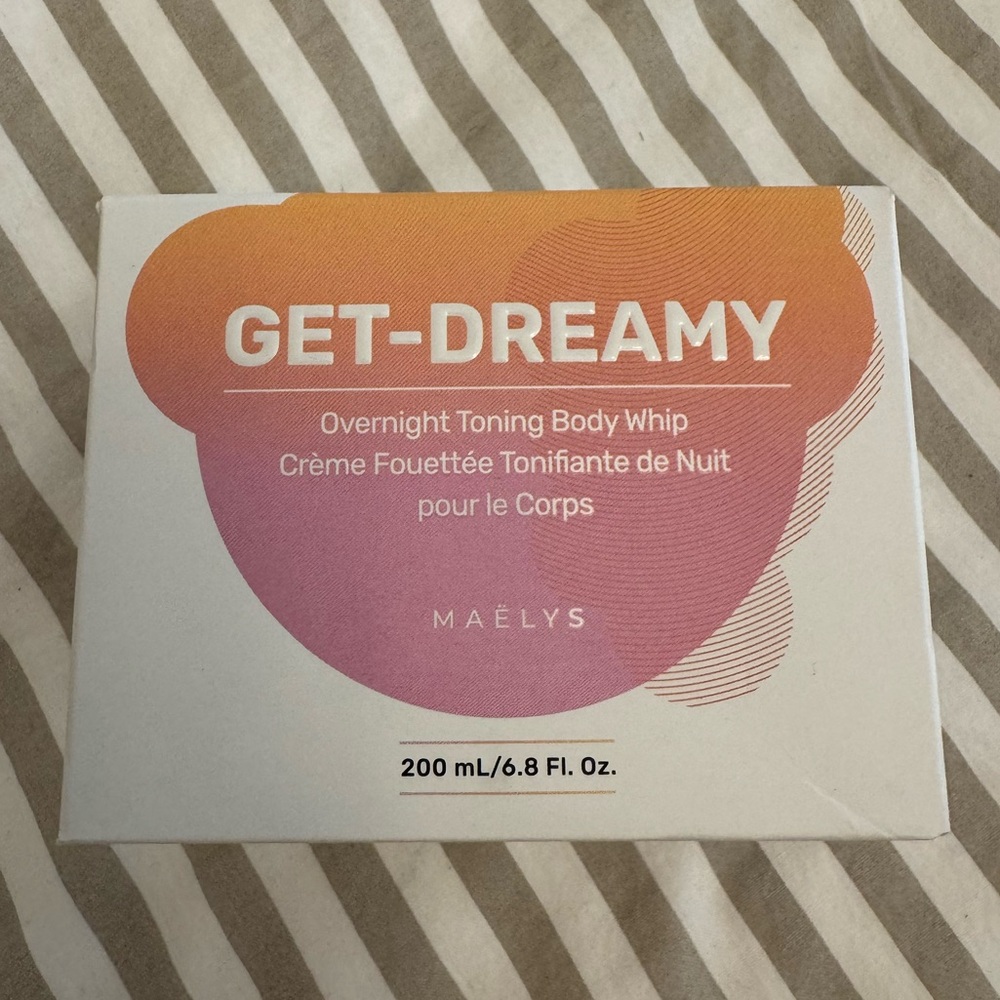 GET-DREAMY
Overnight Toning Body Whip
Crème Fouettée Tonifiante de Nuit
pour le Corps
MAËLYS
200 mL/6.8 Fl. Oz.